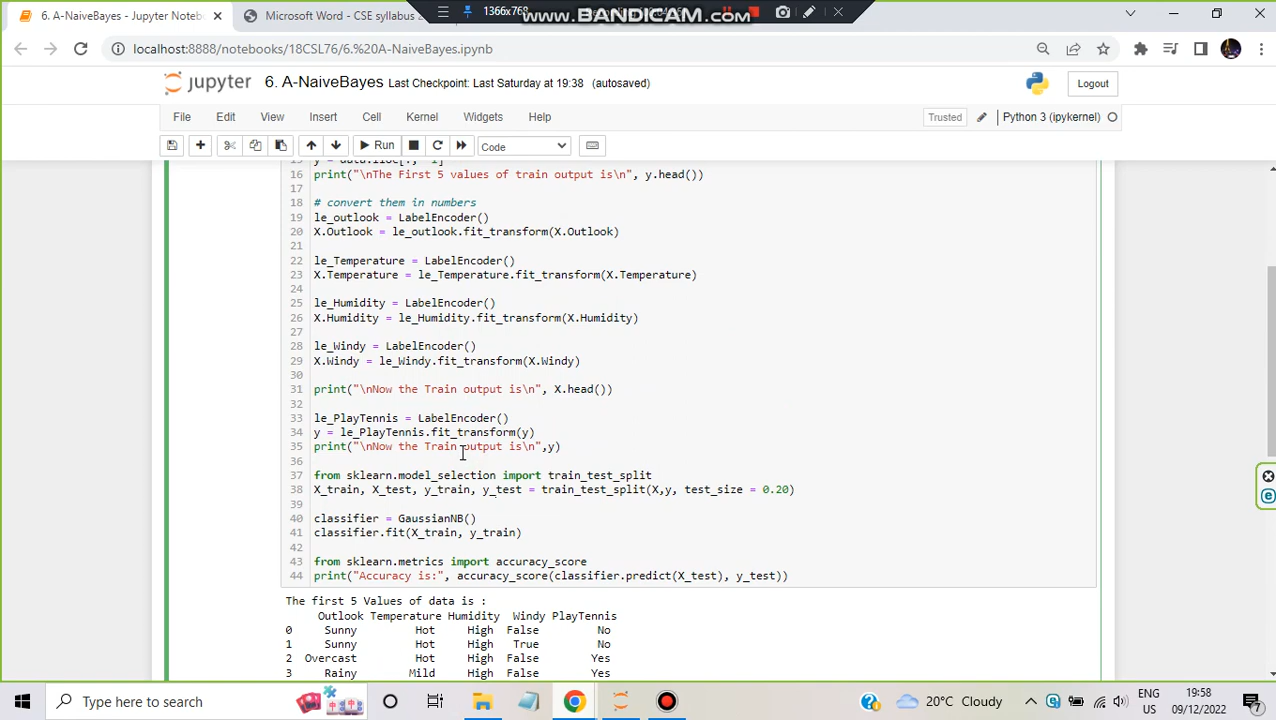 6. A-NaiveBayes - Jupyter Noteb
Microsoft Word - CSE syllabus 2
1366x768
www.BANDICAM.com
localhost:8888/notebooks/18CSL76/6.%20A-NaiveBayes.ipynb
jupyter 6. A-NaiveBayes Last Checkpoint: Last Saturday at 19:38 (autosaved)
Logout
File Edit View Insert Cell Kernel Widgets Help
Trusted Python 3 (ipykernel)
Run Code
16 print("\nThe First 5 values of train output is\n", y.head())
17
18 # convert them in numbers
19 le_outlook = LabelEncoder()
20 X.Outlook = le_outlook.fit_transform(X.Outlook)
21
22 le_Temperature = LabelEncoder()
23 X.Temperature = le_Temperature.fit_transform(X.Temperature)
24
25 le_Humidity = LabelEncoder()
26 X.Humidity = le_Humidity.fit_transform(X.Humidity)
27
28 le_Windy = LabelEncoder()
29 X.Windy = le_Windy.fit_transform(X.Windy)
30
31 print("\nNow the Train output is\n", X.head())
32
33 le_PlayTennis = LabelEncoder()
34 y = le_PlayTennis.fit_transform(y)
35 print("\nNow the Train output is\n",y)
36
37 from sklearn.model_selection import train_test_split
38 X_train, X_test, y_train, y_test = train_test_split(X,y, test_size = 0.20)
39
40 classifier = GaussianNB()
41 classifier.fit(X_train, y_train)
42
43 from sklearn.metrics import accuracy_score
44 print("Accuracy is:", accuracy_score(classifier.predict(X_test), y_test))
The first 5 Values of data is :
Outlook Temperature Humidity Windy PlayTennis
0 Sunny Hot High False No
1 Sunny Hot High True No
2 Overcast Hot High False Yes
3 Rainy Mild High False Yes
Type here to search
20°C Cloudy
ENG
US
19:58
09/12/2022
7